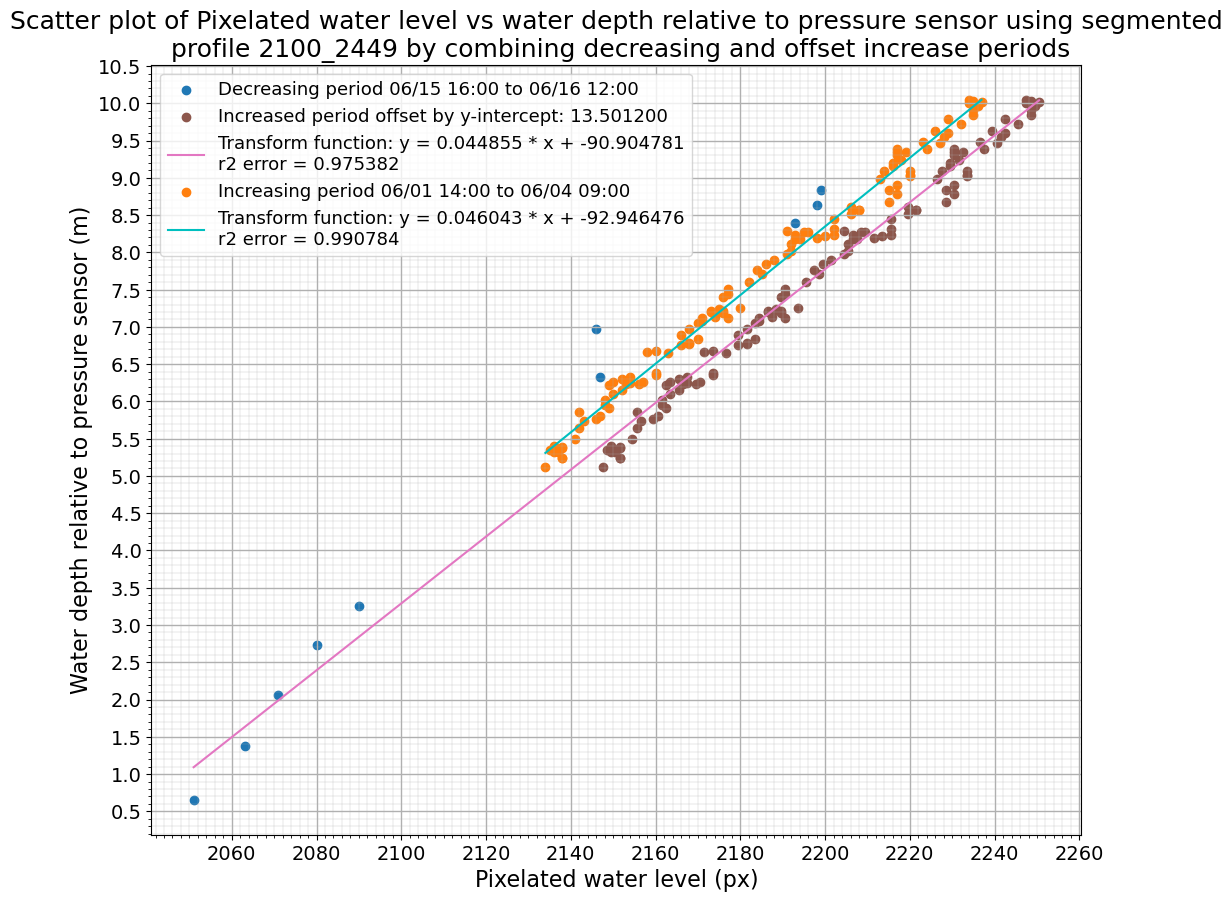 Scatter plot of Pixelated water level vs water depth relative to pressure sensor using segmented
profile 2100_2449 by combining decreasing and offset increase periods
Decreasing period 06/15 16:00 to 06/16 12:00
Increased period offset by y-intercept: 13.501200
Transform function: y = 0.044855 * x + -90.904781
r2 error = 0.975382
Increasing period 06/01 14:00 to 06/04 09:00
Transform function: y = 0.046043 * x + -92.946476
r2 error = 0.990784
Water depth relative to pressure sensor (m)
10.5
10.0
9.5
9.0
8.5
8.0
7.5
7.0
6.5
6.0
5.5
5.0
4.5
4.0
3.5
3.0
2.5
2.0
1.5
1.0
0.5
2060 2080 2100 2120 2140 2160 2180 2200 2220 2240 2260
Pixelated water level (px)